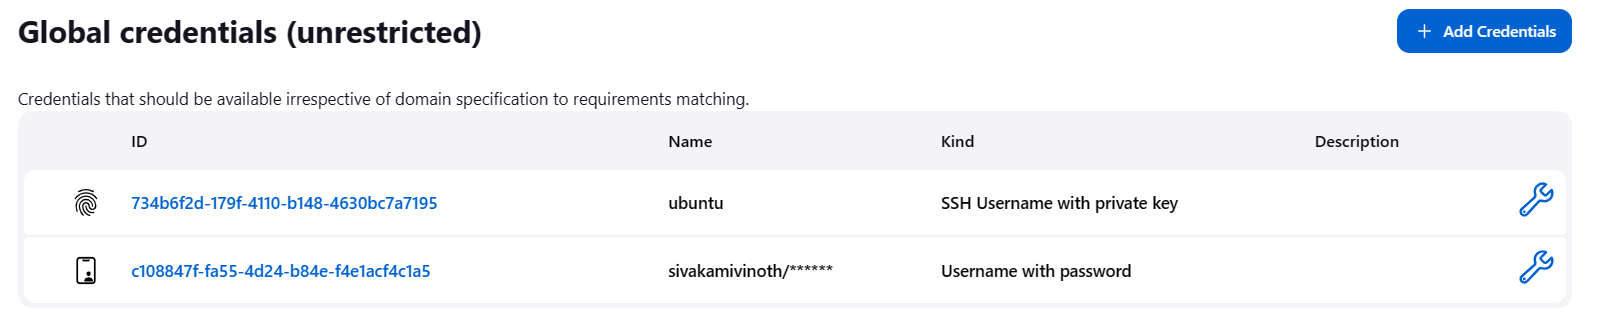 Global credentials (unrestricted)
+ Add Credentials
Credentials that should be available irrespective of domain specification to requirements matching.
ID Name Kind Description
734b6f2d-179f-4110-b148-4630bc7a7195 ubuntu SSH Username with private key
c108847f-fa55-4d24-b84e-f4e1acf4c1a5 sivakamivinoth/****** Username with password